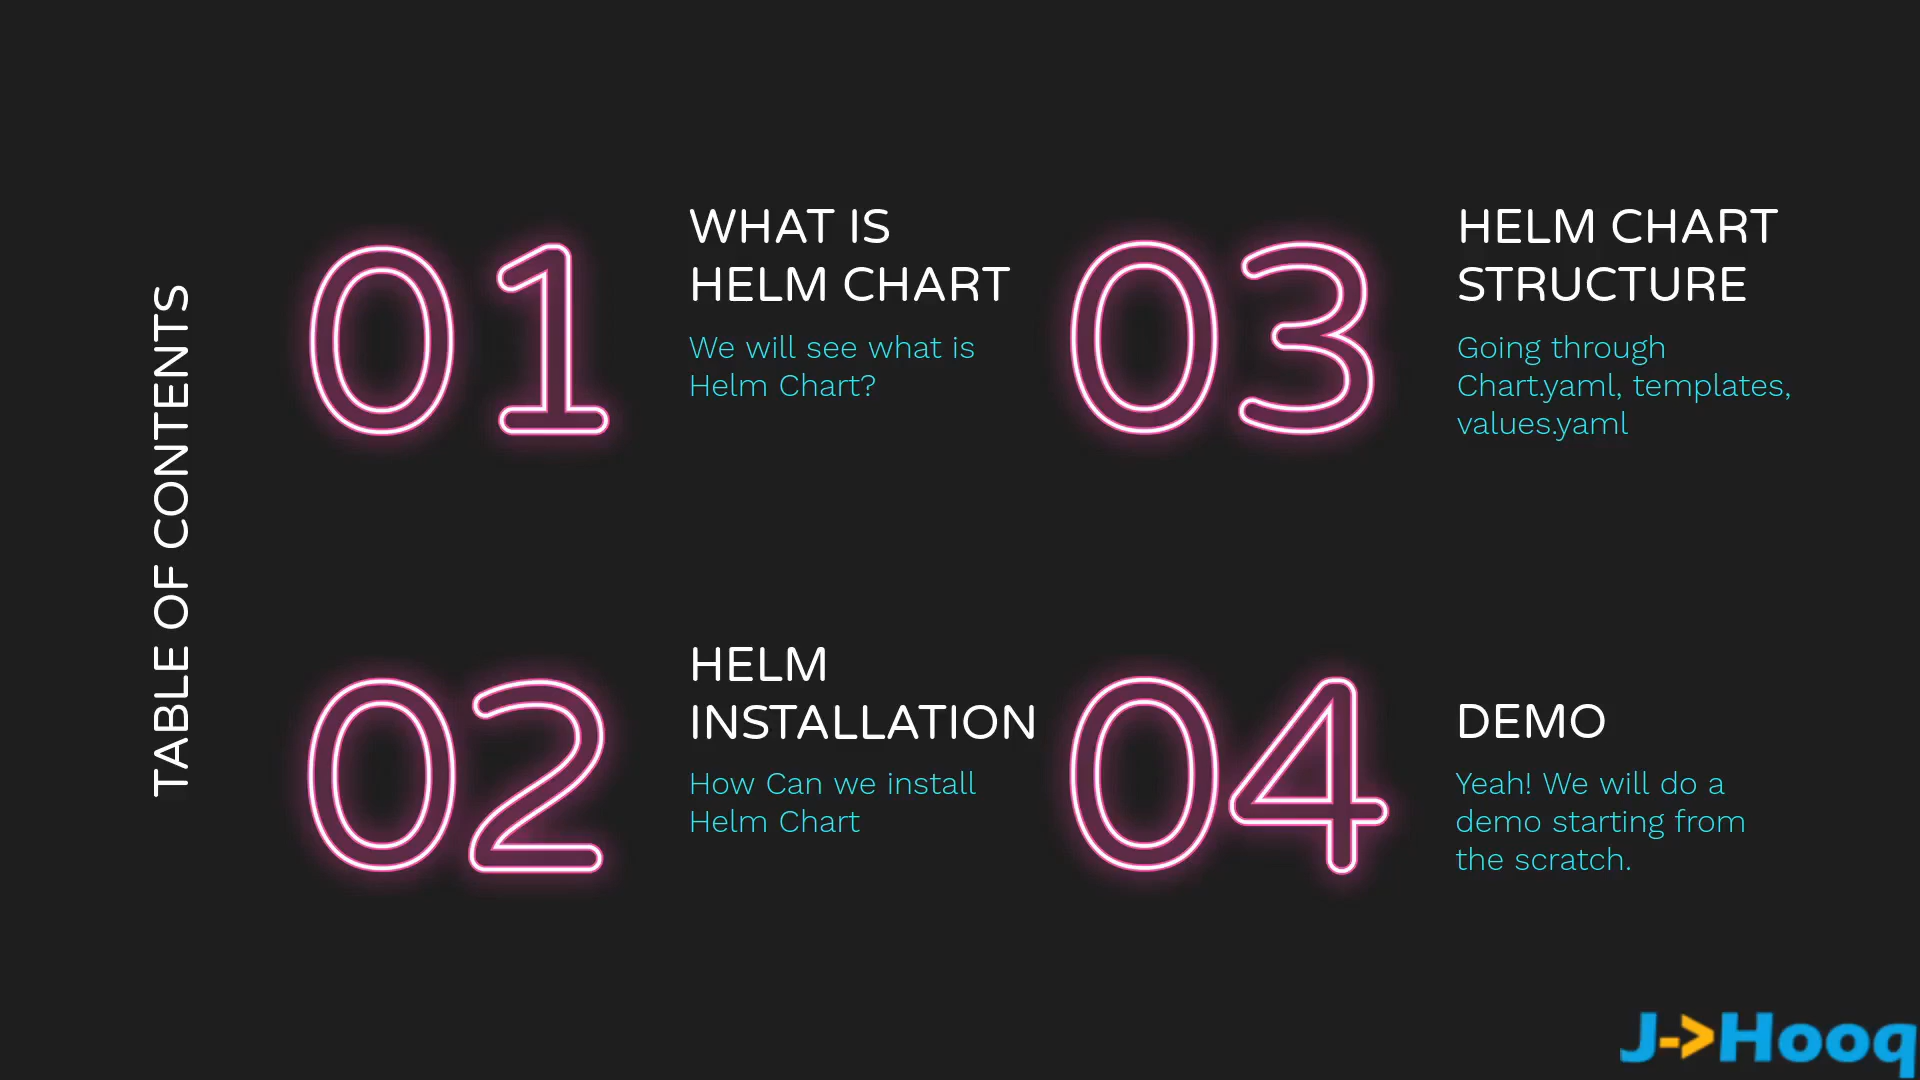 TABLE OF CONTENTS
01
WHAT IS
HELM CHART
We will see what is
Helm Chart?
02
HELM
INSTALLATION
How Can we install
Helm Chart
03
HELM CHART
STRUCTURE
Going through
Chart.yaml, templates,
values.yaml
04
DEMO
Yeah! We will do a
demo starting from
the scratch.
J->Hooq